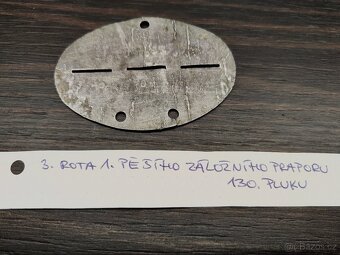 3. ROTA 1. PĚŠÍHO ZÁLOŽNÍHO PRAPORU
130. PLUKU